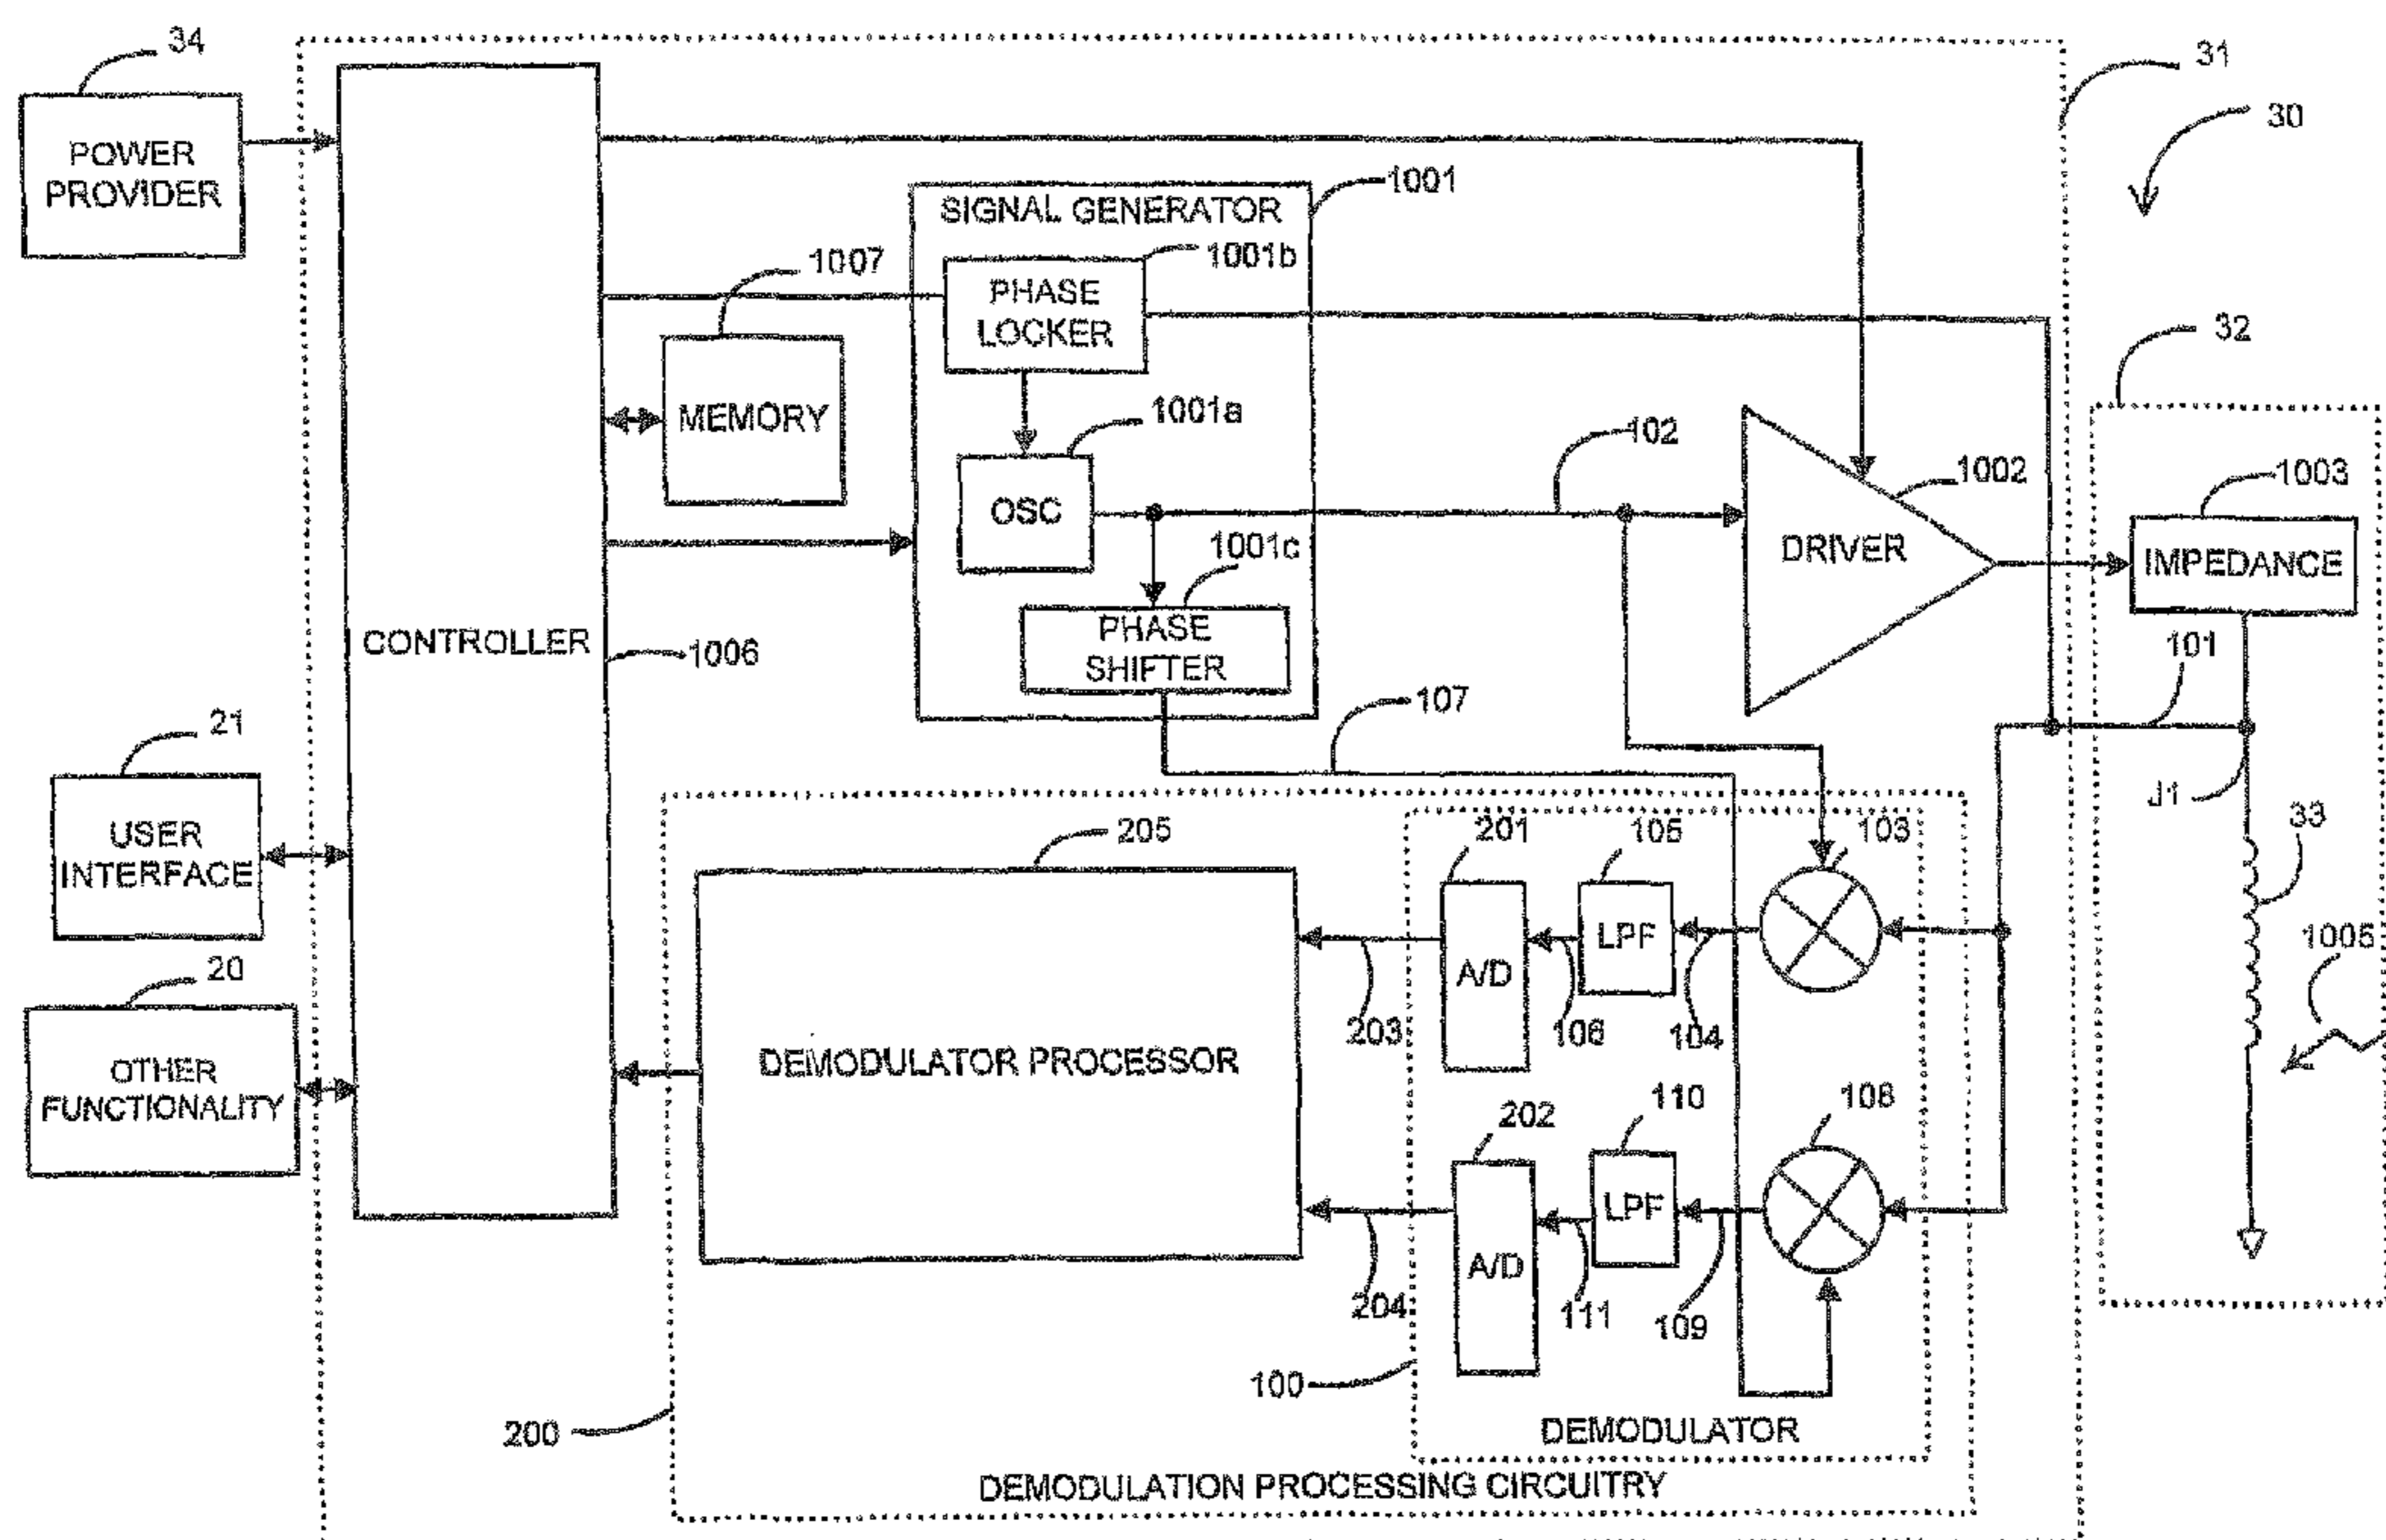 34
31
30
POWER
PROVIDER
1001
SIGNAL GENERATOR
1001b
1007
PHASE
LOCKER
32
MEMORY
1001a
102
1002
1003
OSC
DRIVER
IMPEDANCE
1001c
PHASE
SHIFTER
CONTROLLER
1006
101
107
21
J1
USER
INTERFACE
205
201
105
103
33
1005
LPF
A/D
20
203
106
104
OTHER
FUNCTIONALITY
DEMODULATOR PROCESSOR
110
108
202
LPF
A/D
204
111
109
100
200
DEMODULATOR
DEMODULATION PROCESSING CIRCUITRY